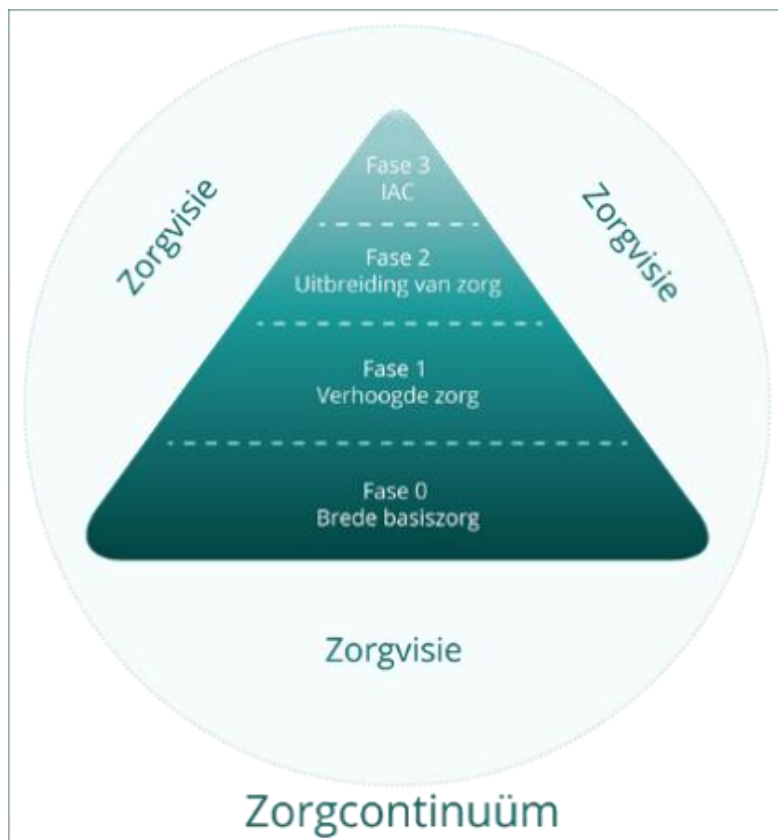 Zorgvisie
Zorgvisie
Fase 3
IAC
Fase 2
Uitbreiding van zorg
Fase 1
Verhoogde zorg
Fase 0
Brede basiszorg
Zorgvisie
Zorgcontinuüm